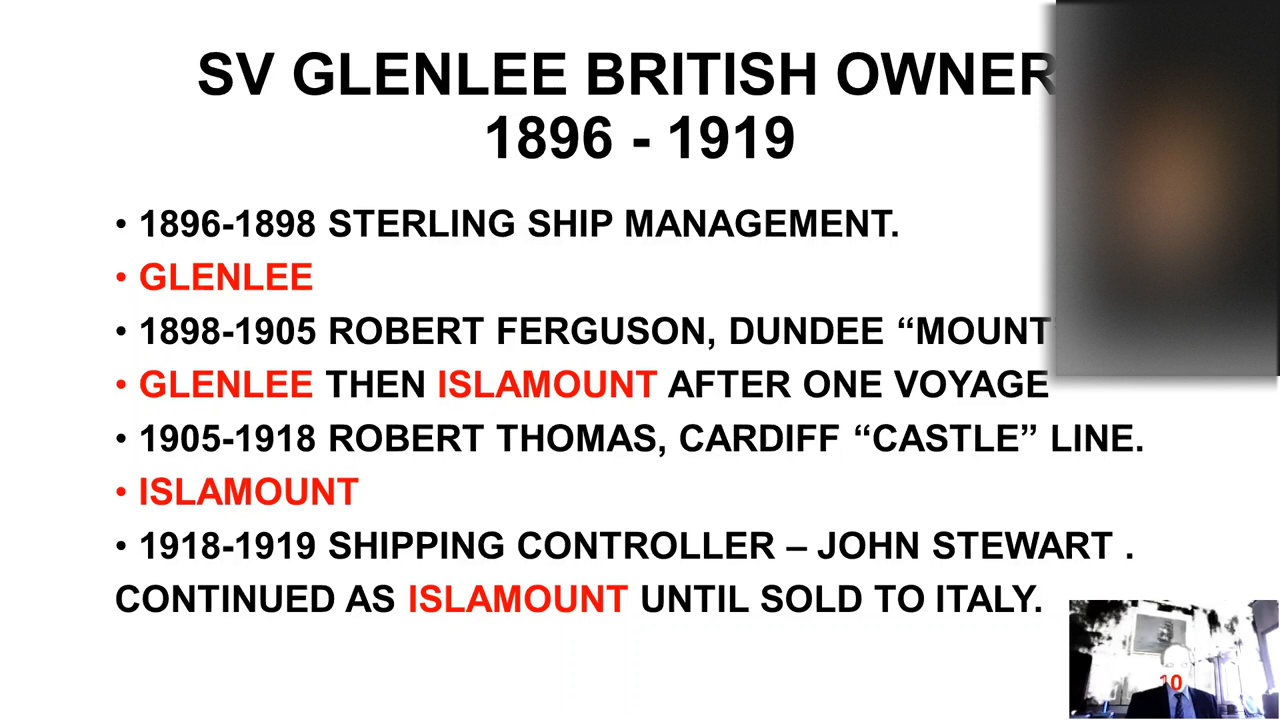 SV GLENLEE BRITISH OWNER
1896 - 1919
• 1896-1898 STERLING SHIP MANAGEMENT.
• GLENLEE
• 1898-1905 ROBERT FERGUSON, DUNDEE “MOUNT”
• GLENLEE THEN ISLAMOUNT AFTER ONE VOYAGE
• 1905-1918 ROBERT THOMAS, CARDIFF “CASTLE” LINE.
• ISLAMOUNT
• 1918-1919 SHIPPING CONTROLLER – JOHN STEWART .
CONTINUED AS ISLAMOUNT UNTIL SOLD TO ITALY.
10